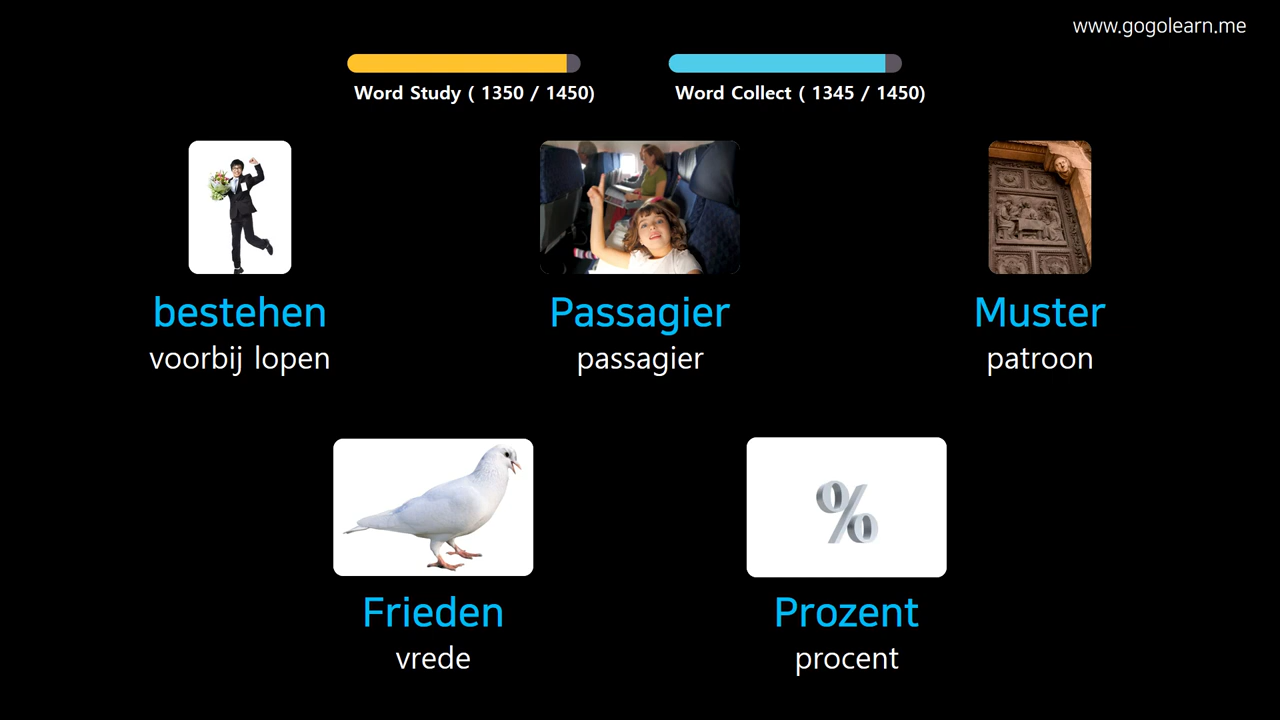 www.gogolearn.me
Word Study ( 1350 / 1450)
Word Collect ( 1345 / 1450)
bestehen
voorbij lopen
Passagier
passagier
Muster
patroon
Frieden
vrede
%
Prozent
procent